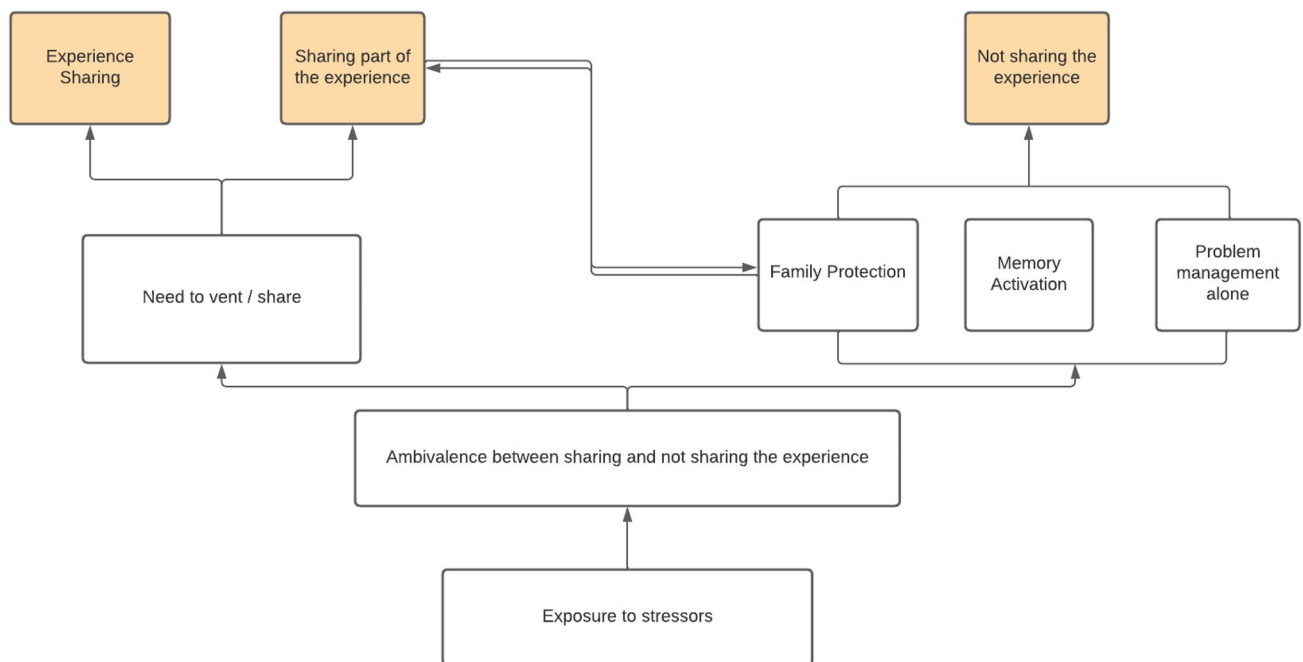 Experience
Sharing
Sharing part of
the experience
Not sharing the
experience
Need to vent / share
Family Protection
Memory
Activation
Problem
management
alone
Ambivalence between sharing and not sharing the experience
Exposure to stressors